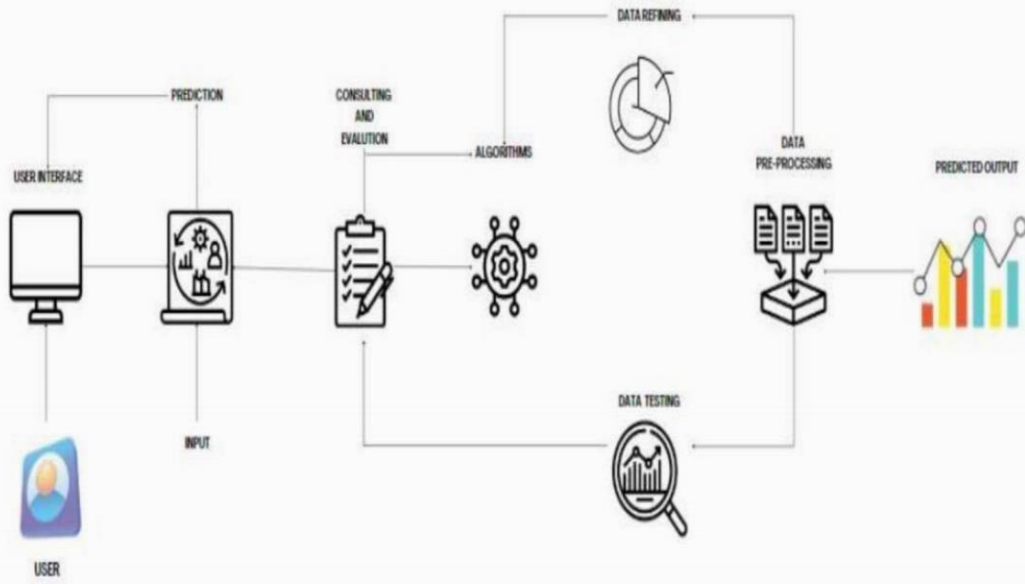 DATA REFINING
PREDICTION
CONSULTING
AND
EVALUTION
ALGORITHMS
DATA
PRE-PROCESSING
PREDICTED OUTPUT
USER INTERFACE
DATA TESTING
INPUT
USER